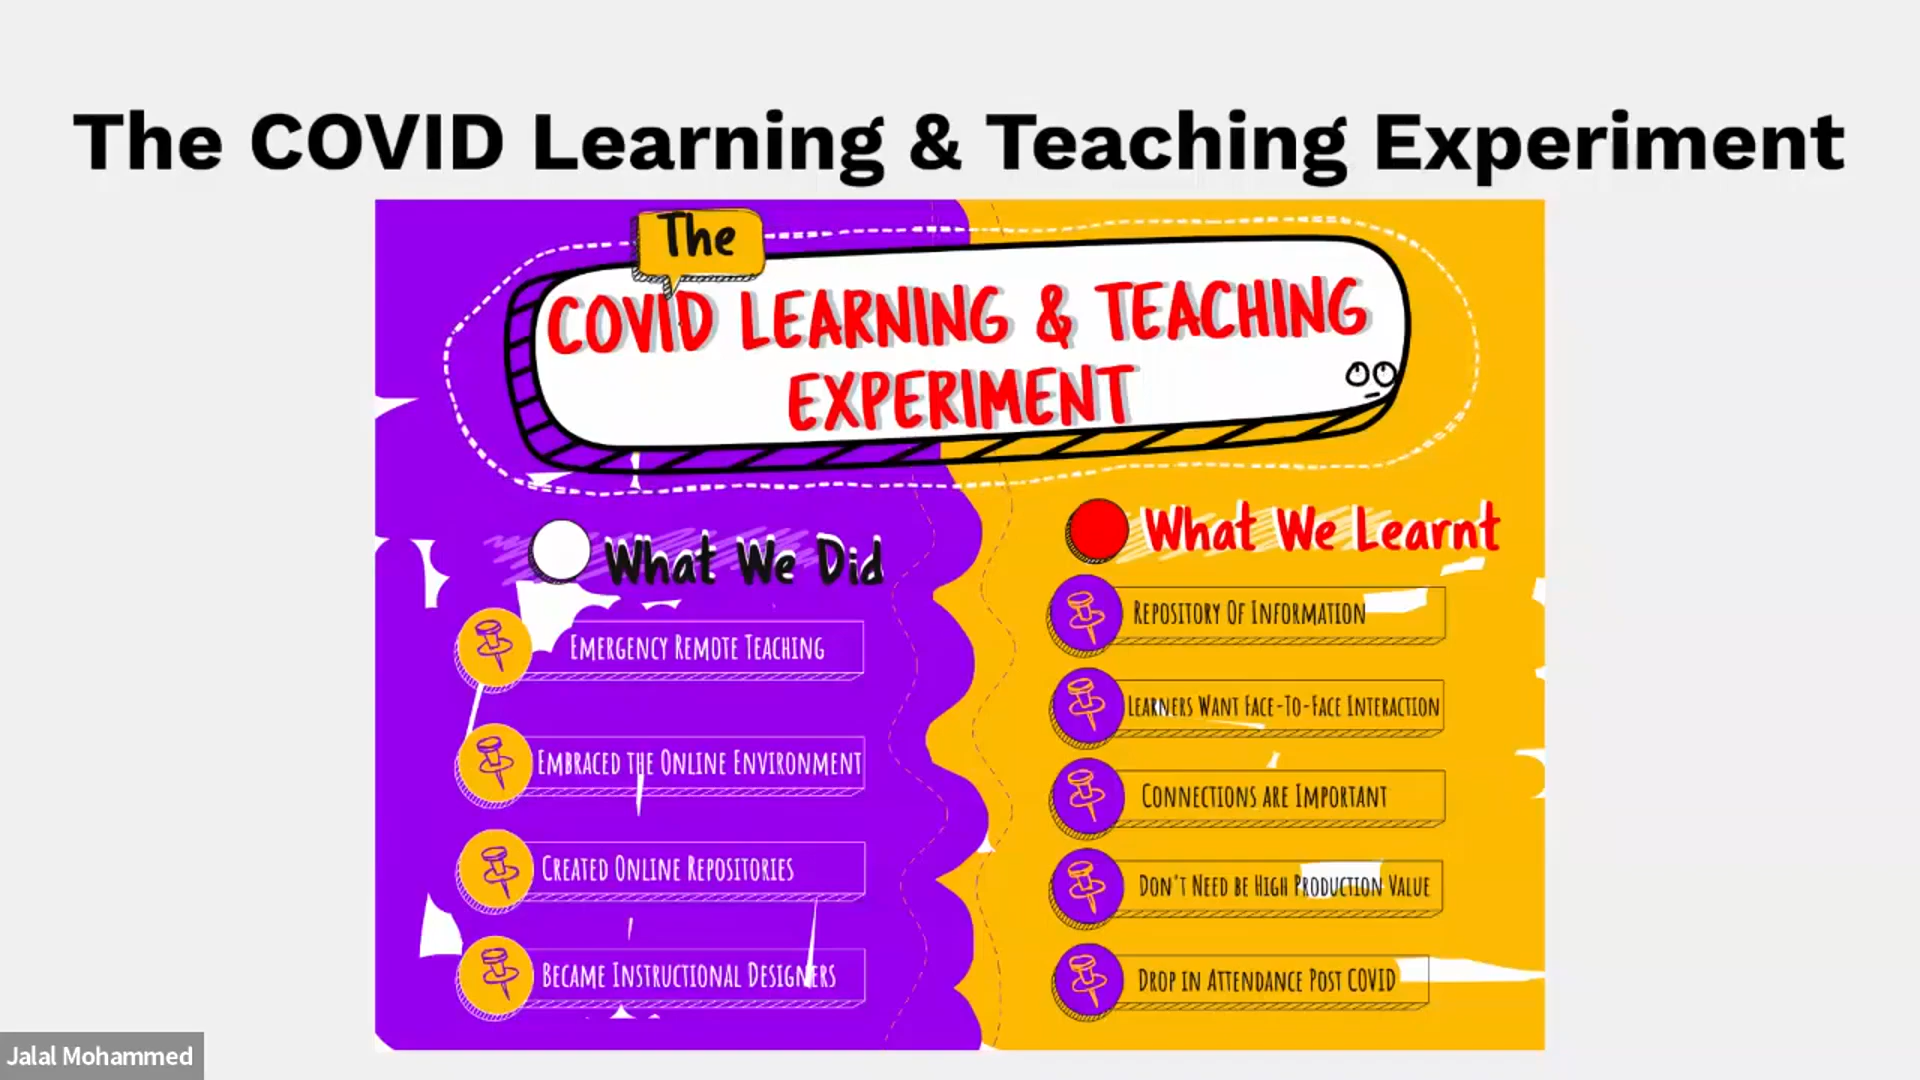 The COVID Learning & Teaching Experiment
The
COVID LEARNING & TEACHING
EXPERIMENT
What We Did
EMERGENCY REMOTE TEACHING
EMBRACED THE ONLINE ENVIRONMENT
CREATED ONLINE REPOSITORIES
BECAME INSTRUCTIONAL DESIGNERS
What We Learnt
REPOSITORY OF INFORMATION
LEARNERS WANT FACE-TO-FACE INTERACTION
CONNECTIONS ARE IMPORTANT
DON'T NEED BE HIGH PRODUCTION VALUE
DROP IN ATTENDANCE POST COVID
Jalal Mohammed